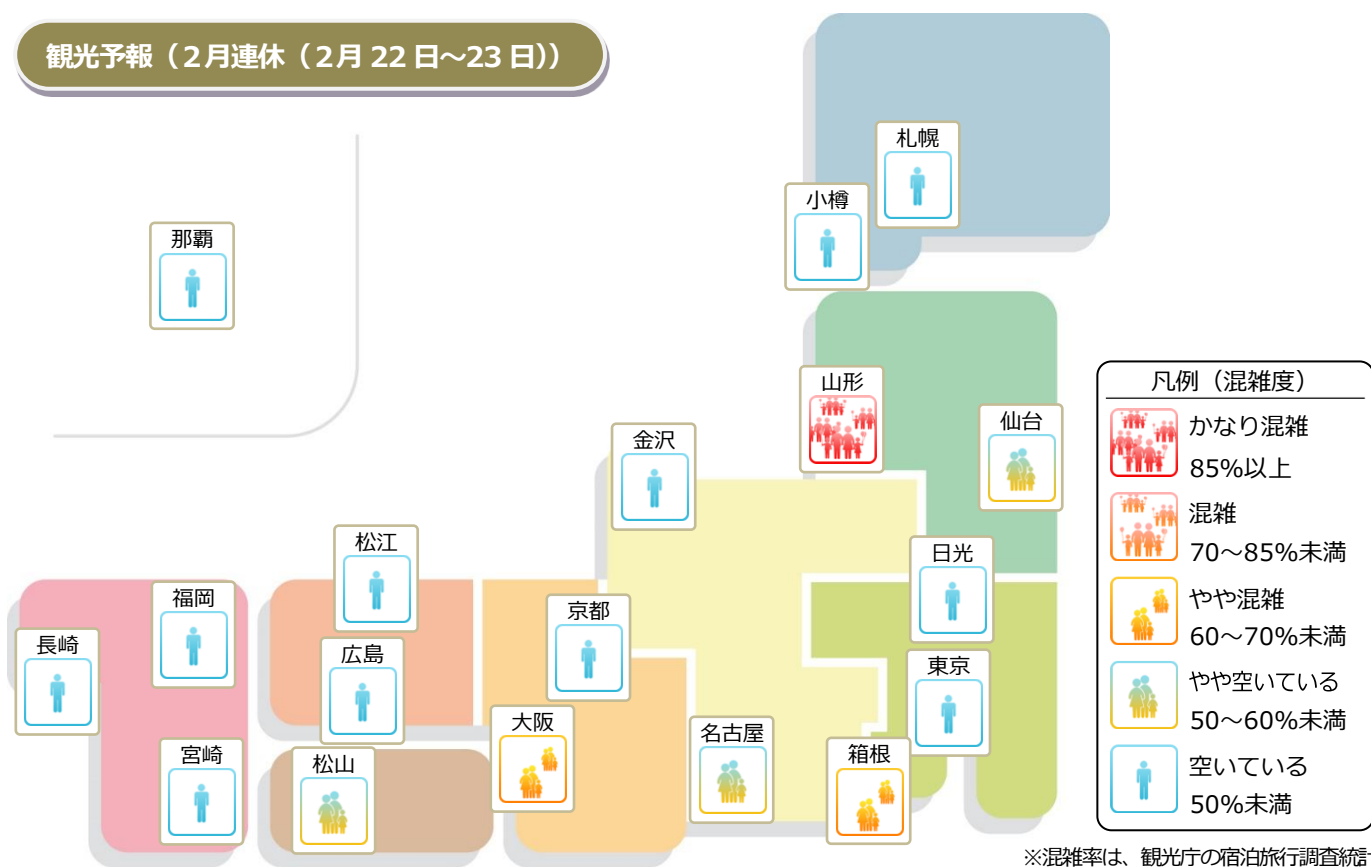 観光予報（２月連休（２月 22 日～23 日））
札幌
小樽
那覇
山形
仙台
金沢
松江
日光
福岡
京都
長崎
広島
東京
大阪
名古屋
箱根
宮崎
松山
凡例（混雑度）
かなり混雑
85%以上
混雑
70～85%未満
やや混雑
60～70%未満
やや空いている
50～60%未満
空いている
50%未満
※混雑率は、観光庁の宿泊旅行調査統計